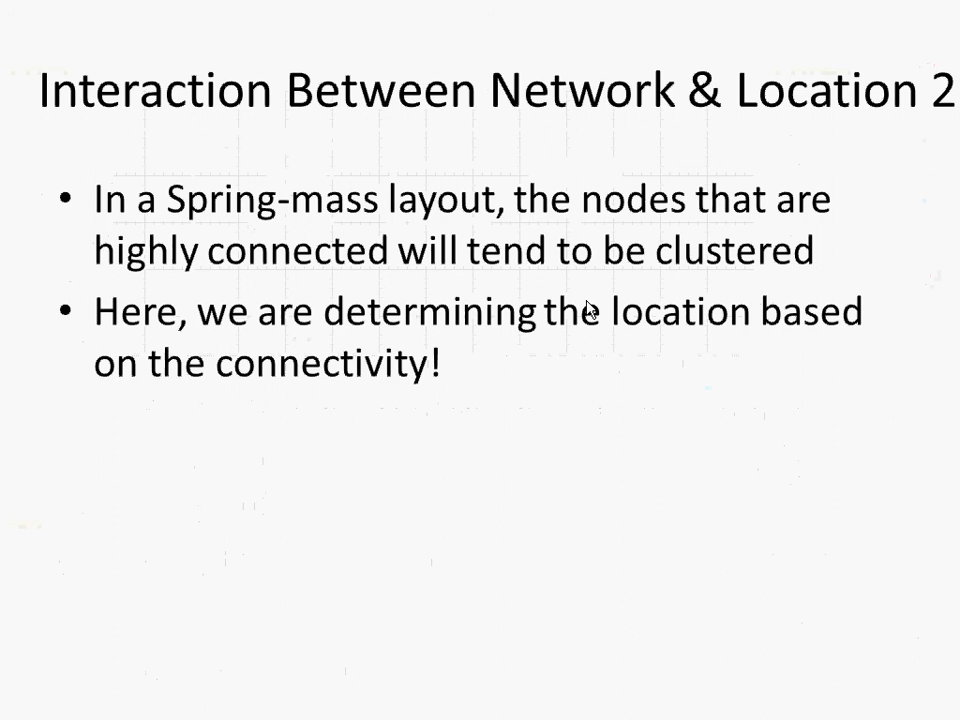 Interaction Between Network & Location 2
• In a Spring-mass layout, the nodes that are
highly connected will tend to be clustered
• Here, we are determining the location based
on the connectivity!